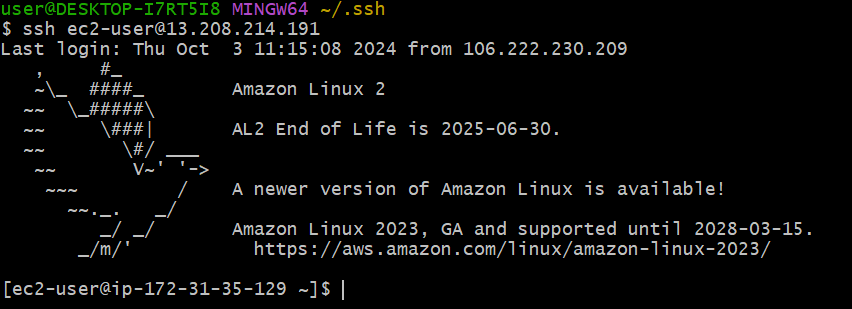 user@DESKTOP-I7RT5I8 MINGW64 ~/.ssh
$ ssh ec2-user@13.208.214.191
Last login: Thu Oct  3 11:15:08 2024 from 106.222.230.209
   ,     #_
   ~\_  ####_        Amazon Linux 2
  ~~  \_#####\
  ~~     \###|       AL2 End of Life is 2025-06-30.
  ~~       \#/ ___
   ~~       V~' '->
    ~~~         /    A newer version of Amazon Linux is available!
      ~~._.   _/
         _/ _/       Amazon Linux 2023, GA and supported until 2028-03-15.
       _/m/'           https://aws.amazon.com/linux/amazon-linux-2023/
[ec2-user@ip-172-31-35-129 ~]$